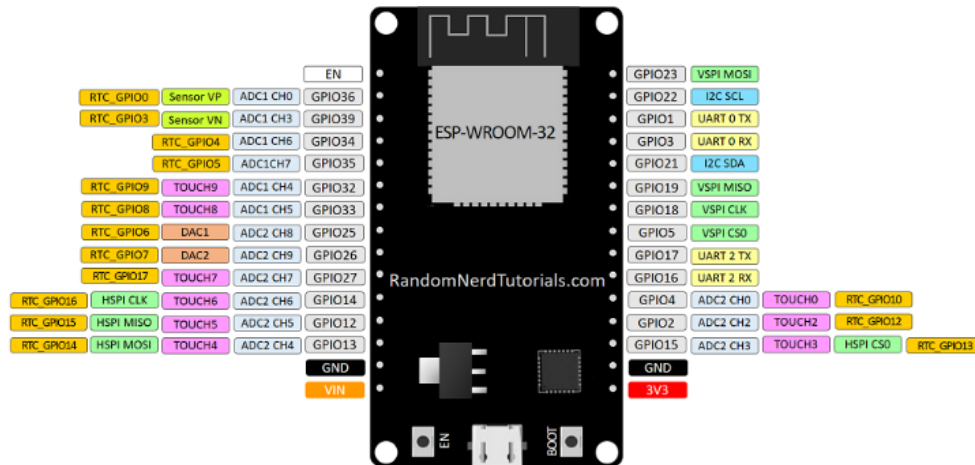 EN GPIO23 VSPI MOSI
RTC_GPIO0 Sensor VP ADC1 CH0 GPIO36 GPIO22 I2C SCL
RTC_GPIO3 Sensor VN ADC1 CH3 GPIO39 GPIO1 UART 0 TX
RTC_GPIO4 ADC1 CH6 GPIO34 ESP-WROOM-32 GPIO3 UART 0 RX
RTC_GPIO5 ADC1CH7 GPIO35 GPIO21 I2C SDA
RTC_GPIO9 TOUCH9 ADC1 CH4 GPIO32 GPIO19 VSPI MISO
RTC_GPIO8 TOUCH8 ADC1 CH5 GPIO33 GPIO18 VSPI CLK
RTC_GPIO6 DAC1 ADC2 CH8 GPIO25 GPIO5 VSPI CS0
RTC_GPIO7 DAC2 ADC2 CH9 GPIO26 GPIO17 UART 2 TX
RTC_GPIO17 TOUCH7 ADC2 CH7 GPIO27 RandomNerdTutorials.com GPIO16 UART 2 RX
RTC_GPIO16 HSPI CLK TOUCH6 ADC2 CH6 GPIO14 GPIO4 ADC2 CH0 TOUCH0 RTC_GPIO10
RTC_GPIO15 HSPI MISO TOUCH5 ADC2 CH5 GPIO12 GPIO2 ADC2 CH2 TOUCH2 RTC_GPIO12
RTC_GPIO14 HSPI MOSI TOUCH4 ADC2 CH4 GPIO13 GPIO15 ADC2 CH3 TOUCH3 HSPI CS0 RTC_GPIO13
GND GND
VIN 3V3
EN BOOT